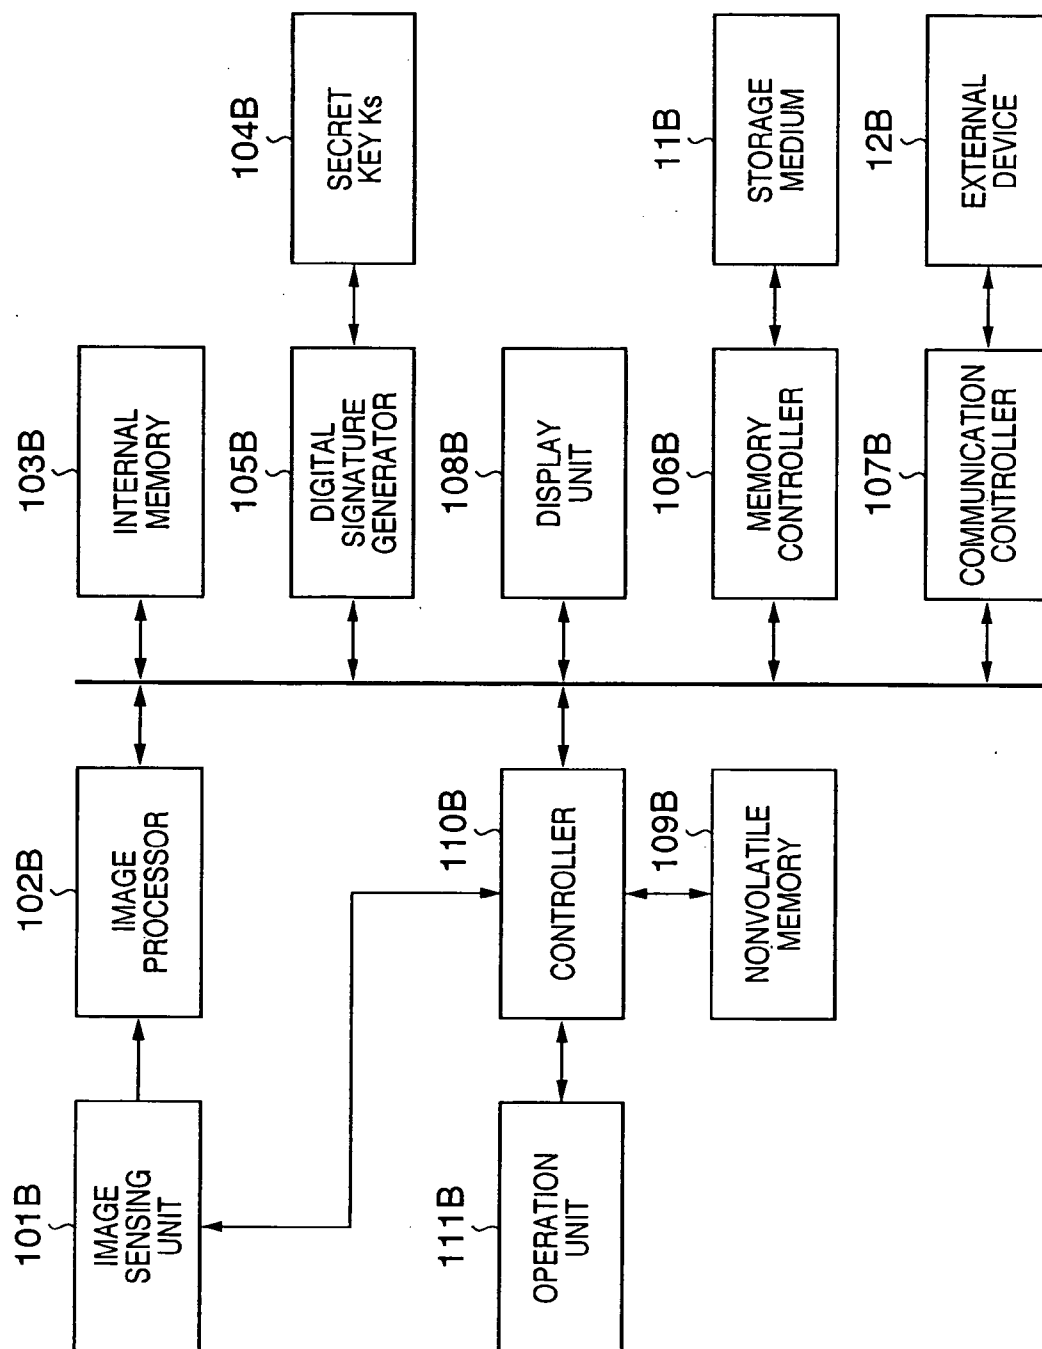 101B
IMAGE
SENSING
UNIT
102B
IMAGE
PROCESSOR
103B
INTERNAL
MEMORY
104B
SECRET
KEY Ks
105B
DIGITAL
SIGNATURE
GENERATOR
111B
OPERATION
UNIT
110B
CONTROLLER
108B
DISPLAY
UNIT
109B
NONVOLATILE
MEMORY
106B
MEMORY
CONTROLLER
11B
STORAGE
MEDIUM
107B
COMMUNICATION
CONTROLLER
12B
EXTERNAL
DEVICE